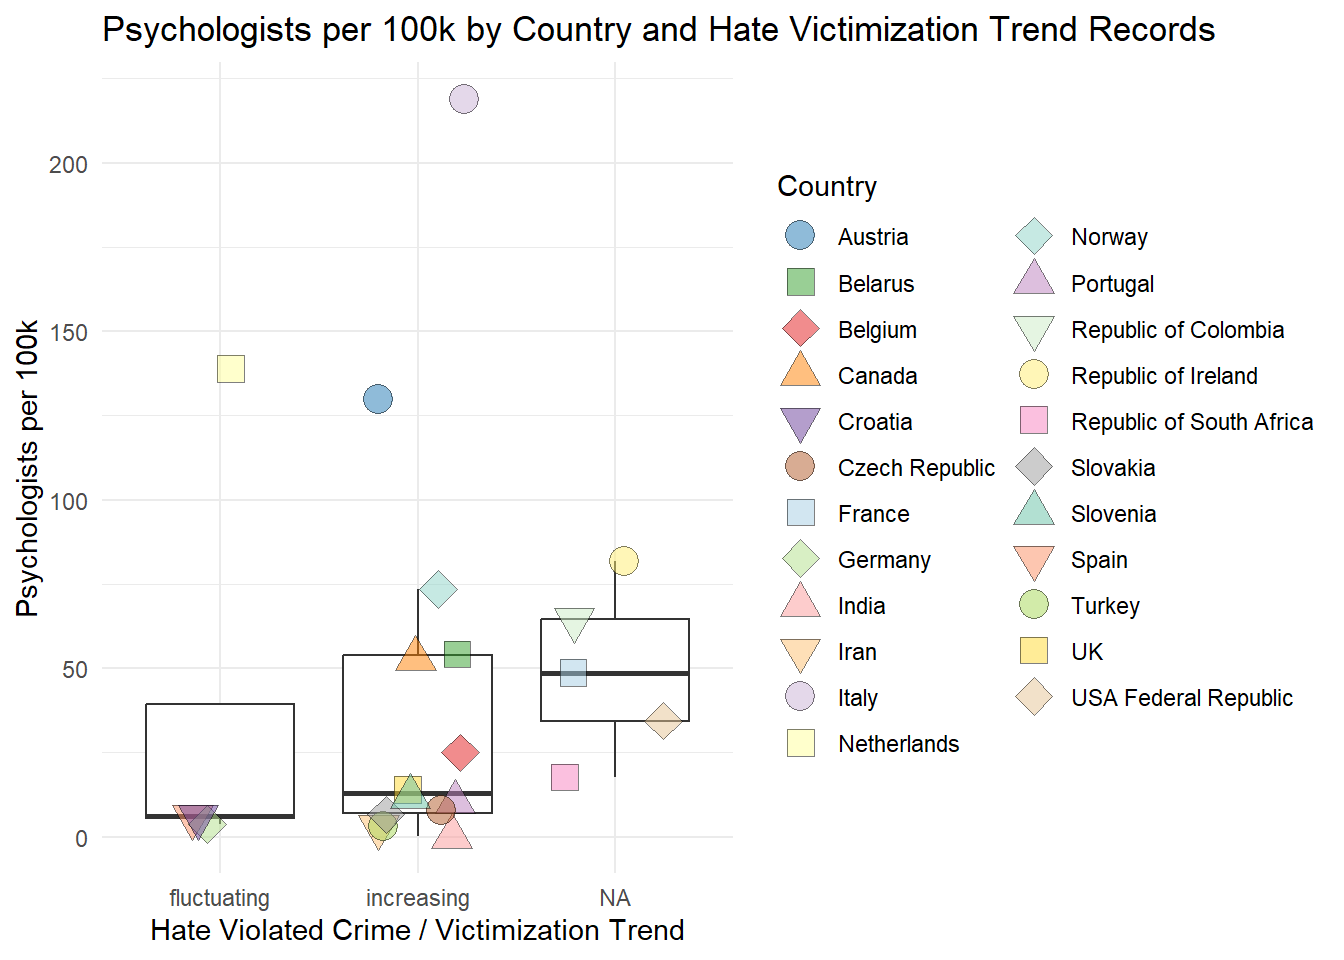 Psychologists per 100k by Country and Hate Victimization Trend Records
Psychologists per 100k
200
150
100
50
0
fluctuating
increasing
NA
Hate Violated Crime / Victimization Trend
Country
Austria
Belarus
Belgium
Canada
Croatia
Czech Republic
France
Germany
India
Iran
Italy
Netherlands
Norway
Portugal
Republic of Colombia
Republic of Ireland
Republic of South Africa
Slovakia
Slovenia
Spain
Turkey
UK
USA Federal Republic